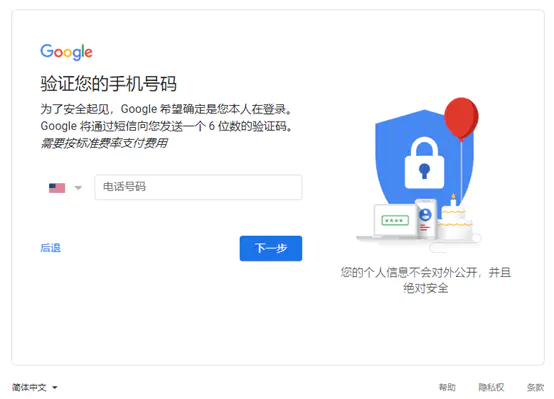 Google
验证您的手机号码
为了安全起见，Google 希望确定是您本人在登录。
Google 将通过短信向您发送一个 6 位数的验证码。
需要按标准费率支付费用
电话号码
后退
下一步
****
您的个人信息不会对外公开，并且
绝对安全
简体中文
帮助
隐私权
条款